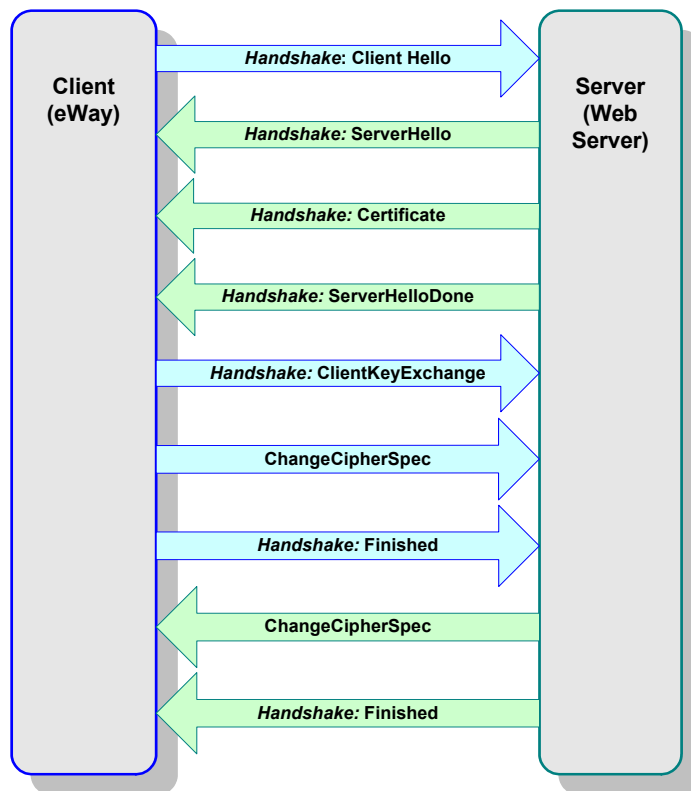 Client
(eWay)
Server
(Web
Server)
Handshake: Client Hello
Handshake: ServerHello
Handshake: Certificate
Handshake: ServerHelloDone
Handshake: ClientKeyExchange
ChangeCipherSpec
Handshake: Finished
ChangeCipherSpec
Handshake: Finished